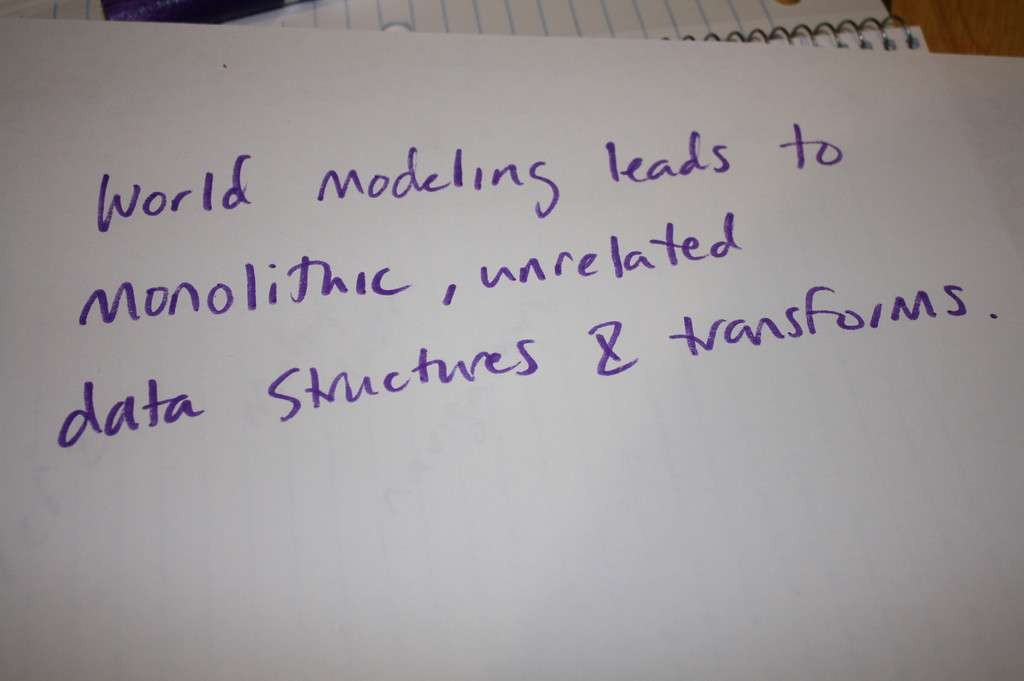 World modeling leads to
monolithic, unrelated
data structures & transforms.